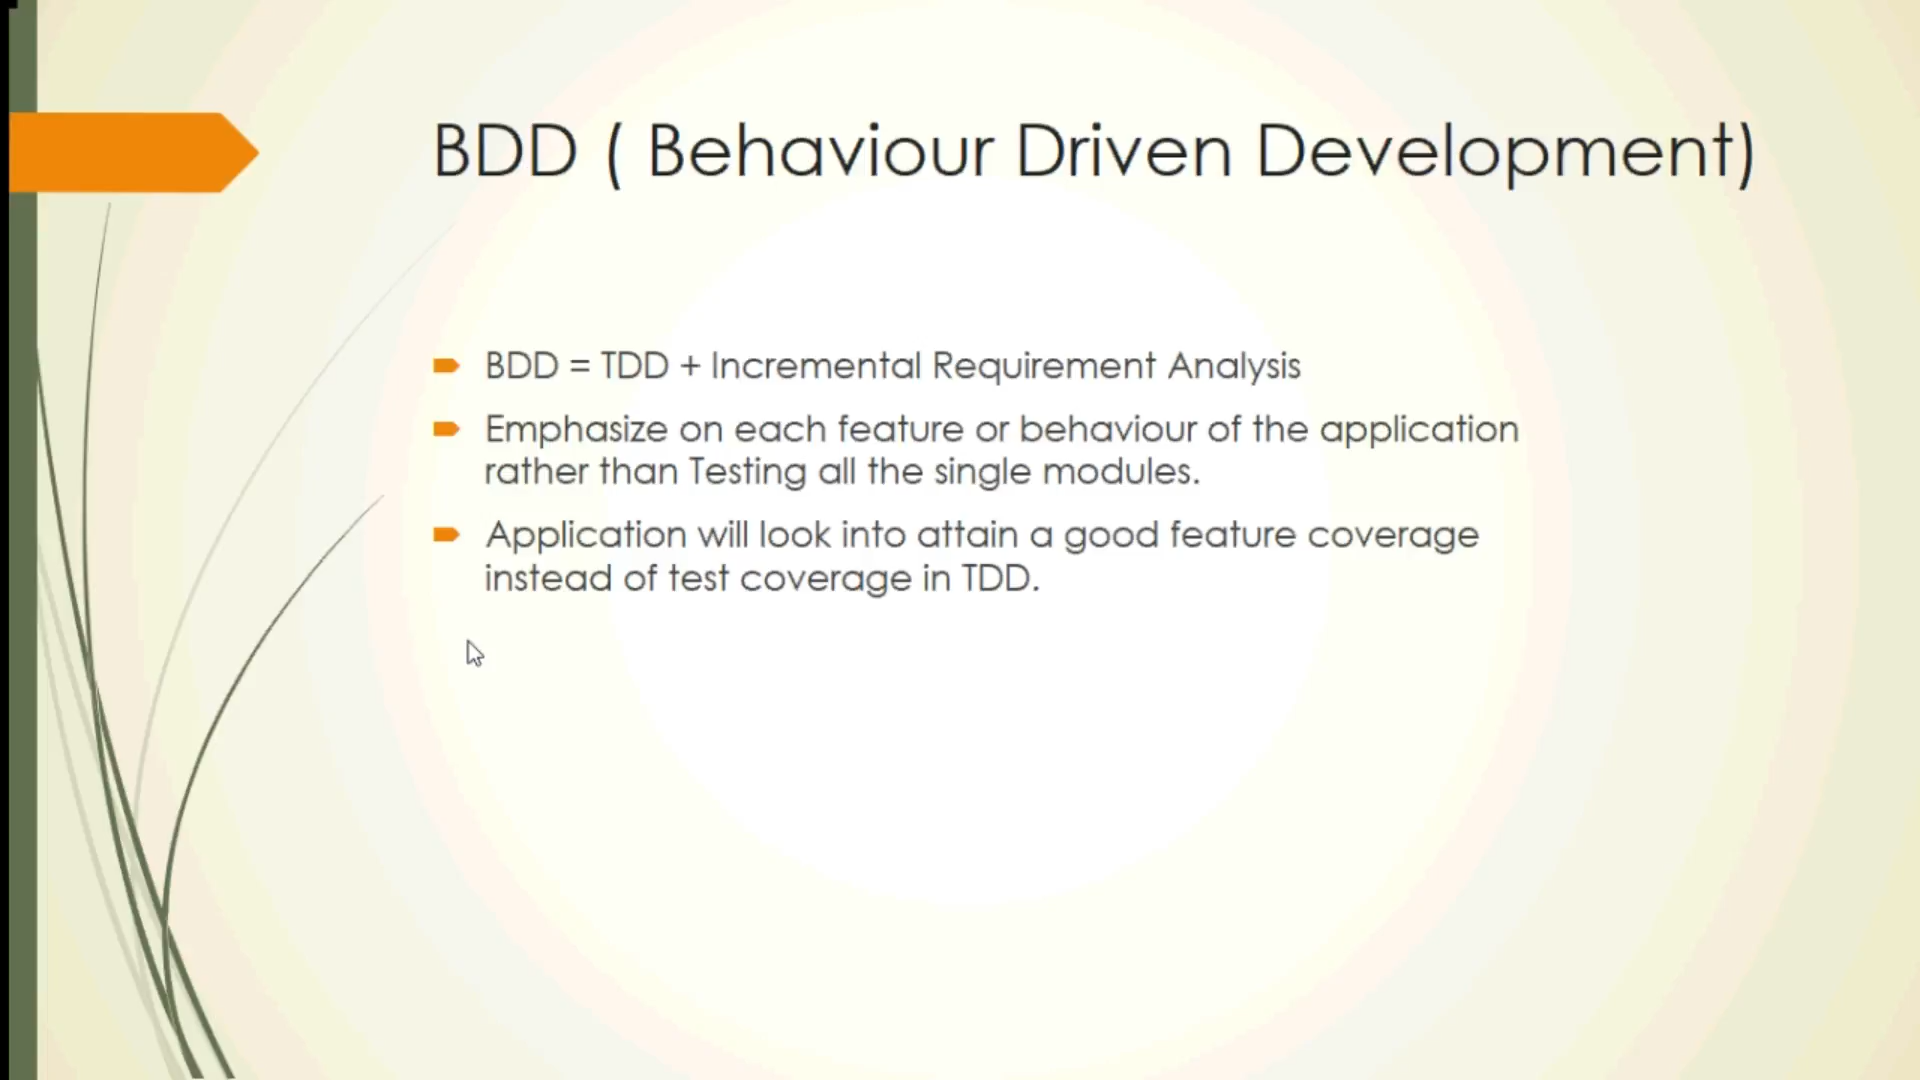 BDD ( Behaviour Driven Development)
BDD = TDD + Incremental Requirement Analysis
Emphasize on each feature or behaviour of the application
rather than Testing all the single modules.
Application will look into attain a good feature coverage
instead of test coverage in TDD.